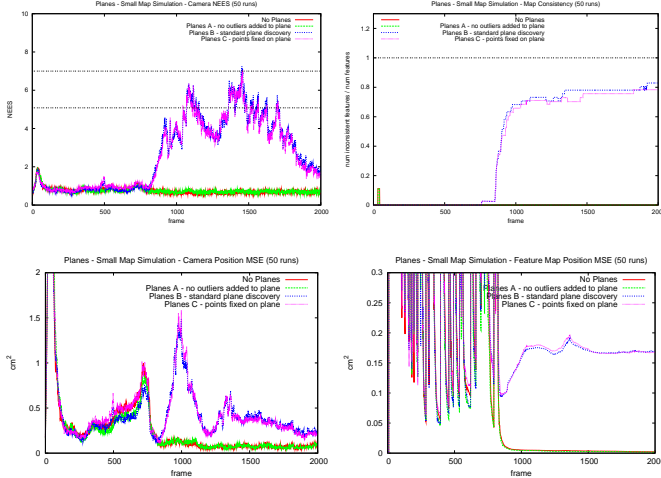 Planes - Small Map Simulation - Camera NEES (50 runs)
No Planes
Planes A - no outliers added to plane
Planes B - standard plane discovery
Planes C - points fixed on plane
NEES
10
8
6
4
2
0
0 500 1000 1500 2000
frame
Planes - Small Map Simulation - Map Consistency (50 runs)
No Planes
Planes A - no outliers added to plane
Planes B - standard plane discovery
Planes C - points fixed on plane
num inconsistent features / num features
1.2
1
0.8
0.6
0.4
0.2
0
0 500 1000 1500 2000
frame
Planes - Small Map Simulation - Camera Position MSE (50 runs)
No Planes
Planes A - no outliers added to plane
Planes B - standard plane discovery
Planes C - points fixed on plane
cm2
2
1.5
1
0.5
0
0 500 1000 1500 2000
frame
Planes - Small Map Simulation - Feature Map Position MSE (50 runs)
No Planes
Planes A - no outliers added to plane
Planes B - standard plane discovery
Planes C - points fixed on plane
cm2
0.3
0.25
0.2
0.15
0.1
0.05
0
0 500 1000 1500 2000
frame